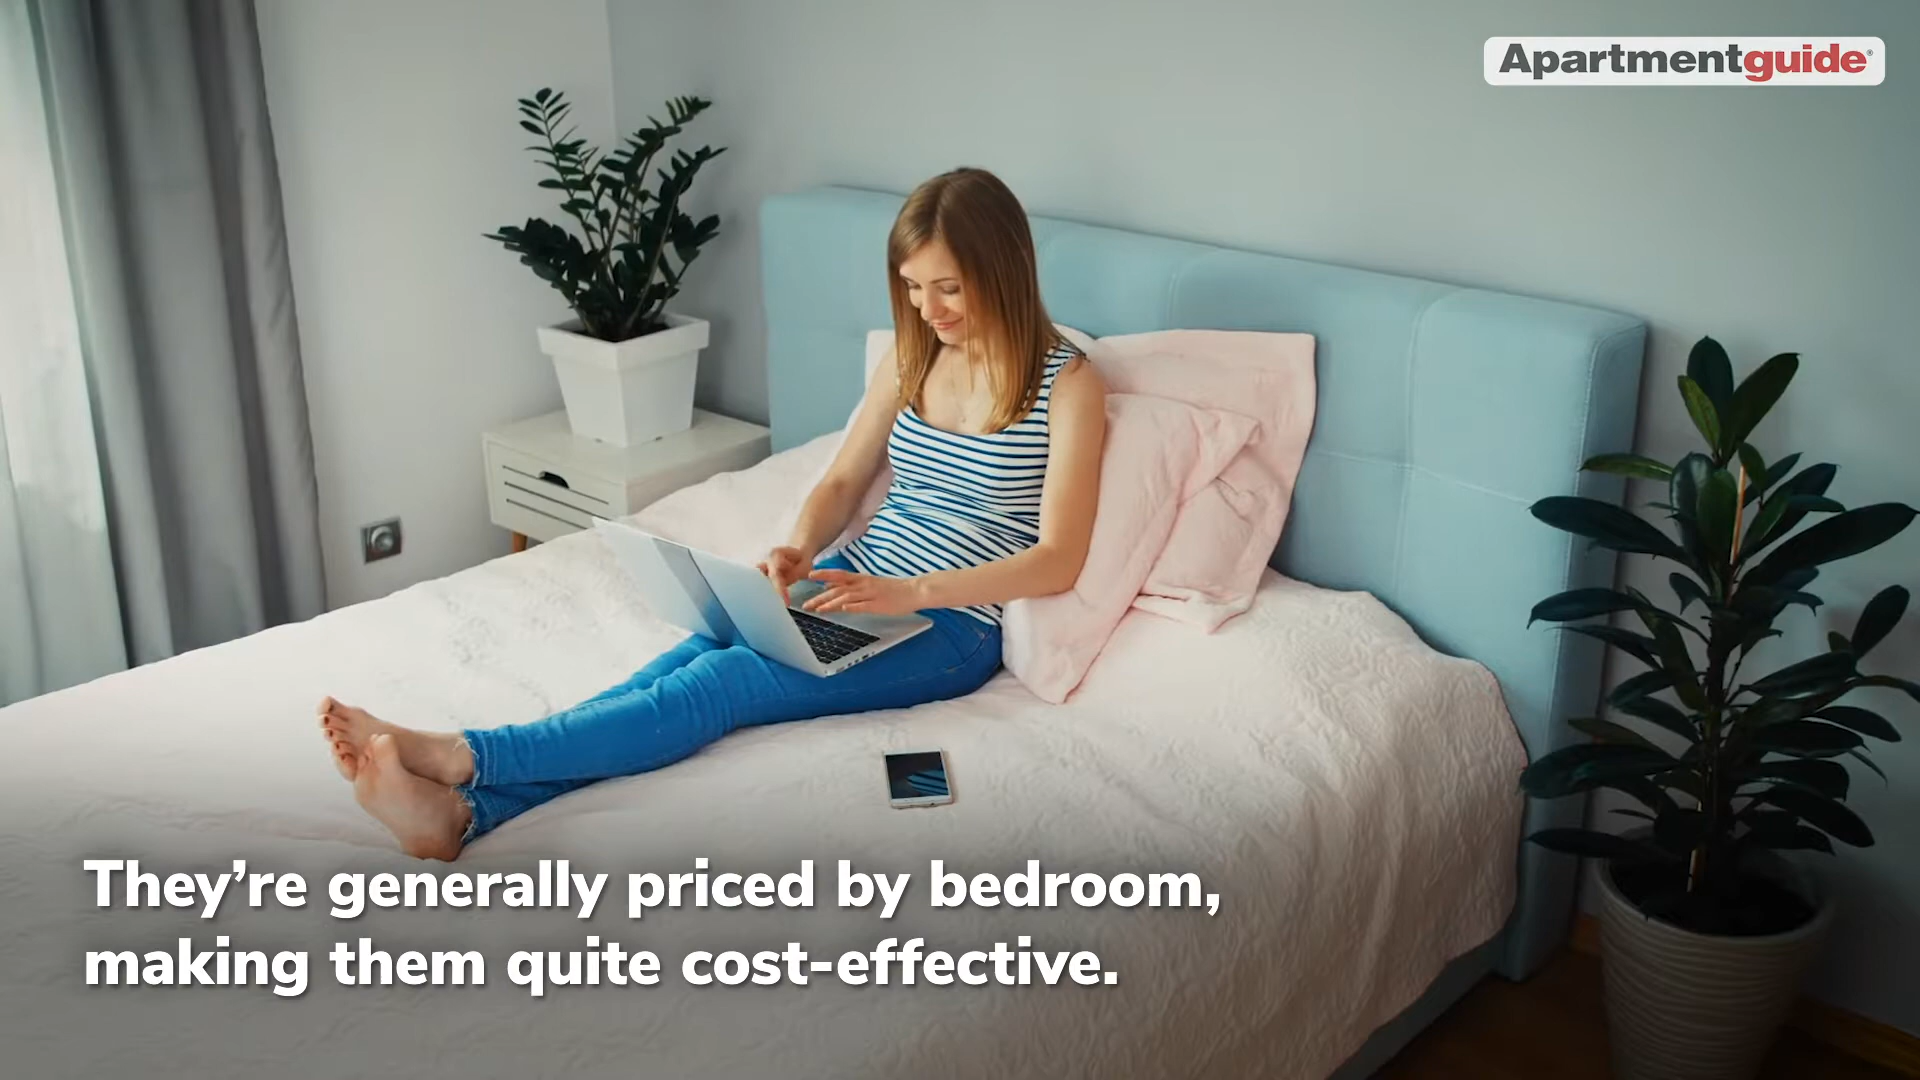 Apartmentguide®
They’re generally priced by bedroom,
making them quite cost-effective.